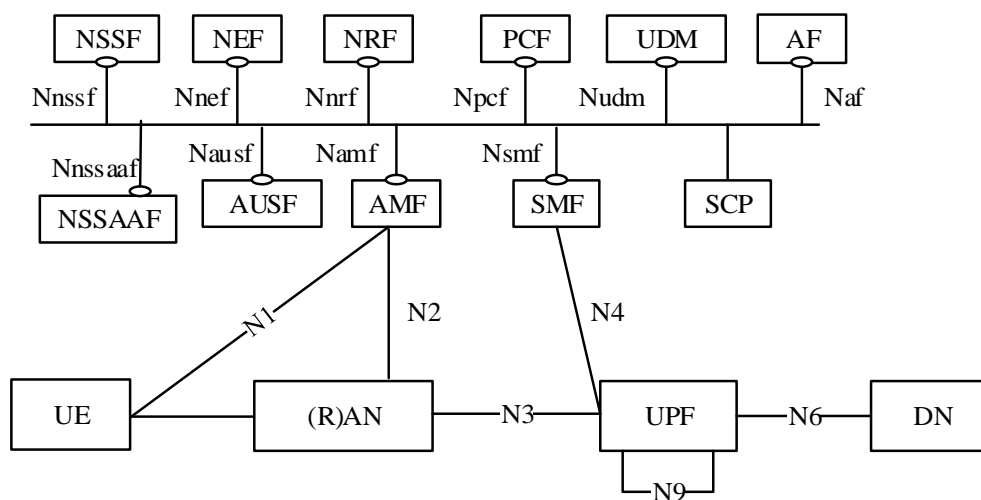 NSSF NEF NRF PCF UDM AF
Nnssf Nnef Nnrf Npcf Nudm Naf
Nnssaaf Nausf Namf Nsmf
NSSAAF AUSF AMF SMF SCP
N1 N2 N4
UE (R)AN N3 UPF N6 DN
N9